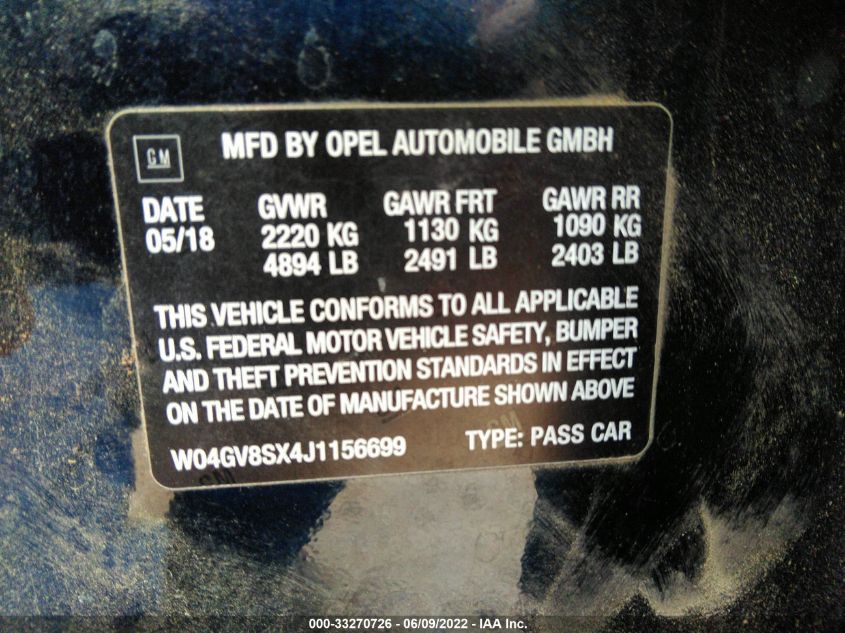 GM MFD BY OPEL AUTOMOBILE GMBH
DATE GVWR GAWR FRT GAWR RR
05/18 2220 KG 1130 KG 1090 KG
4894 LB 2491 LB 2403 LB
THIS VEHICLE CONFORMS TO ALL APPLICABLE
U.S. FEDERAL MOTOR VEHICLE SAFETY, BUMPER
AND THEFT PREVENTION STANDARDS IN EFFECT
ON THE DATE OF MANUFACTURE SHOWN ABOVE
W04GV8SX4J1156699 TYPE: PASS CAR
000-33270726 - 06/09/2022 - IAA Inc.